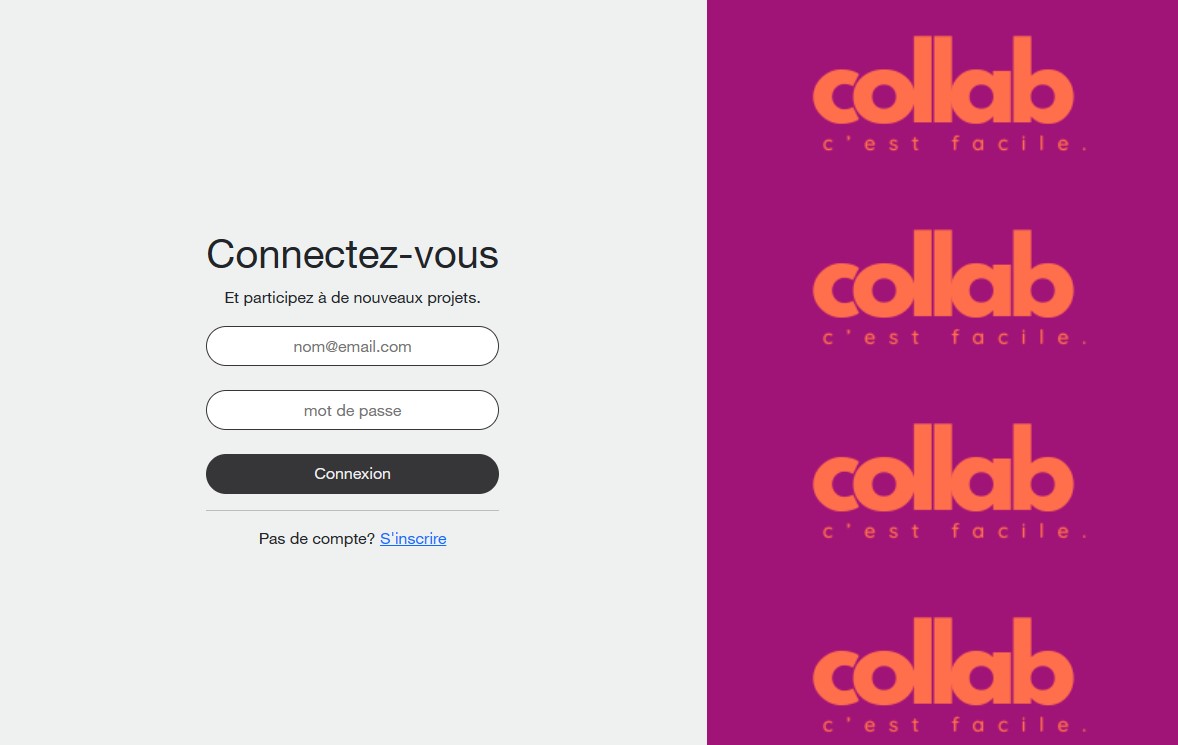 Connectez-vous
Et participez à de nouveaux projets.
nom@email.com
mot de passe
Connexion
Pas de compte? S'inscrire
collab
c'est facile.
collab
c'est facile.
collab
c'est facile.
collab
c'est facile.